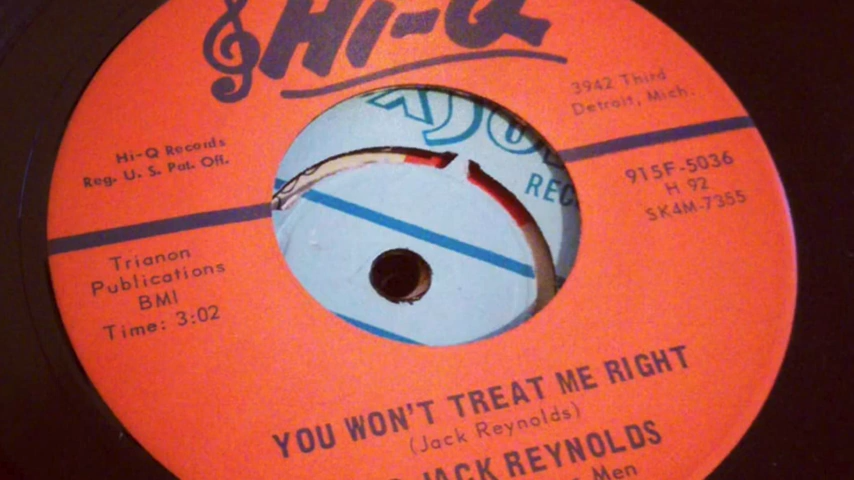 Hi-Q
3942 Third
Detroit, Mich.
Hi-Q Records
Reg. U. S. Pat. Off.
REC
915F-5036
H 92
SK4M-7355
Trianon
Publications
BMI
Time: 3:02
YOU WON'T TREAT ME RIGHT
(Jack Reynolds)
JACK REYNOLDS
Men